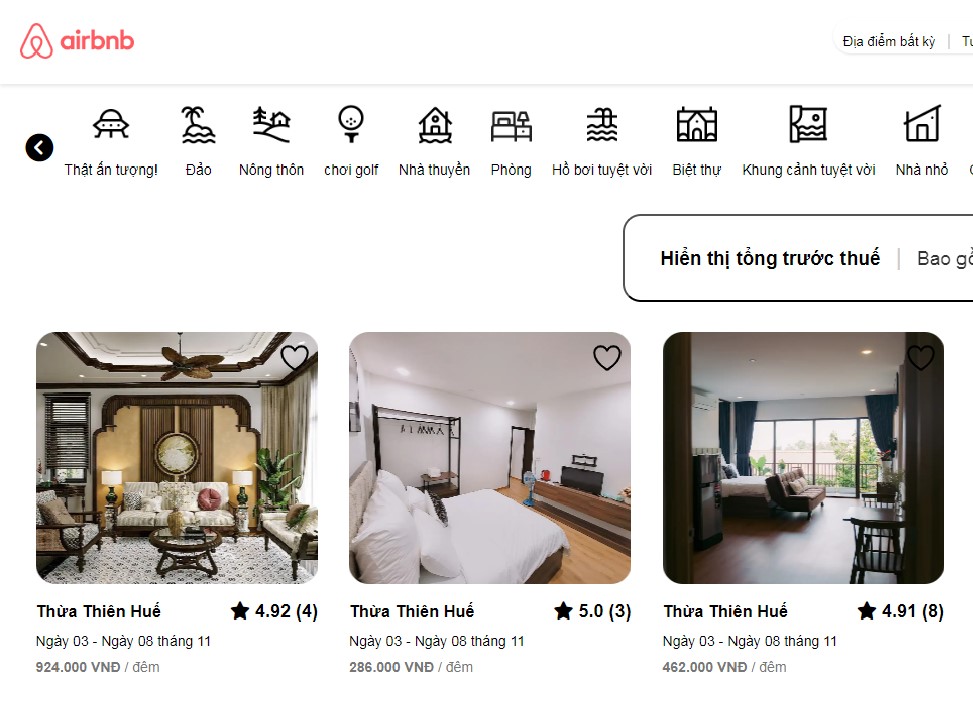 airbnb
Địa điểm bất kỳ
Thật ấn tượng!
Đảo
Nông thôn
chơi golf
Nhà thuyền
Phòng
Hồ bơi tuyệt vời
Biệt thự
Khung cảnh tuyệt vời
Nhà nhỏ
Hiển thị tổng trước thuế
Bao
Thừa Thiên Huế 4.92 (4)
Ngày 03 - Ngày 08 tháng 11
924.000 VNĐ / đêm
Thừa Thiên Huế 5.0 (3)
Ngày 03 - Ngày 08 tháng 11
286.000 VNĐ / đêm
Thừa Thiên Huế 4.91 (8)
Ngày 03 - Ngày 08 tháng 11
462.000 VNĐ / đêm